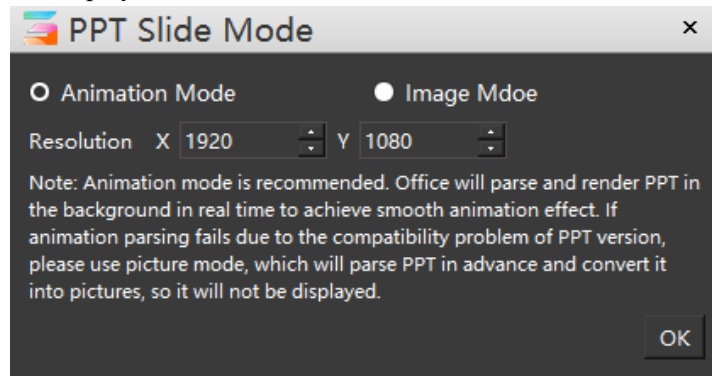 PPT Slide Mode ×
Animation Mode Image Mdoe
Resolution X 1920 Y 1080
Note: Animation mode is recommended. Office will parse and render PPT in
the background in real time to achieve smooth animation effect. If
animation parsing fails due to the compatibility problem of PPT version,
please use picture mode, which will parse PPT in advance and convert it
into pictures, so it will not be displayed.
OK